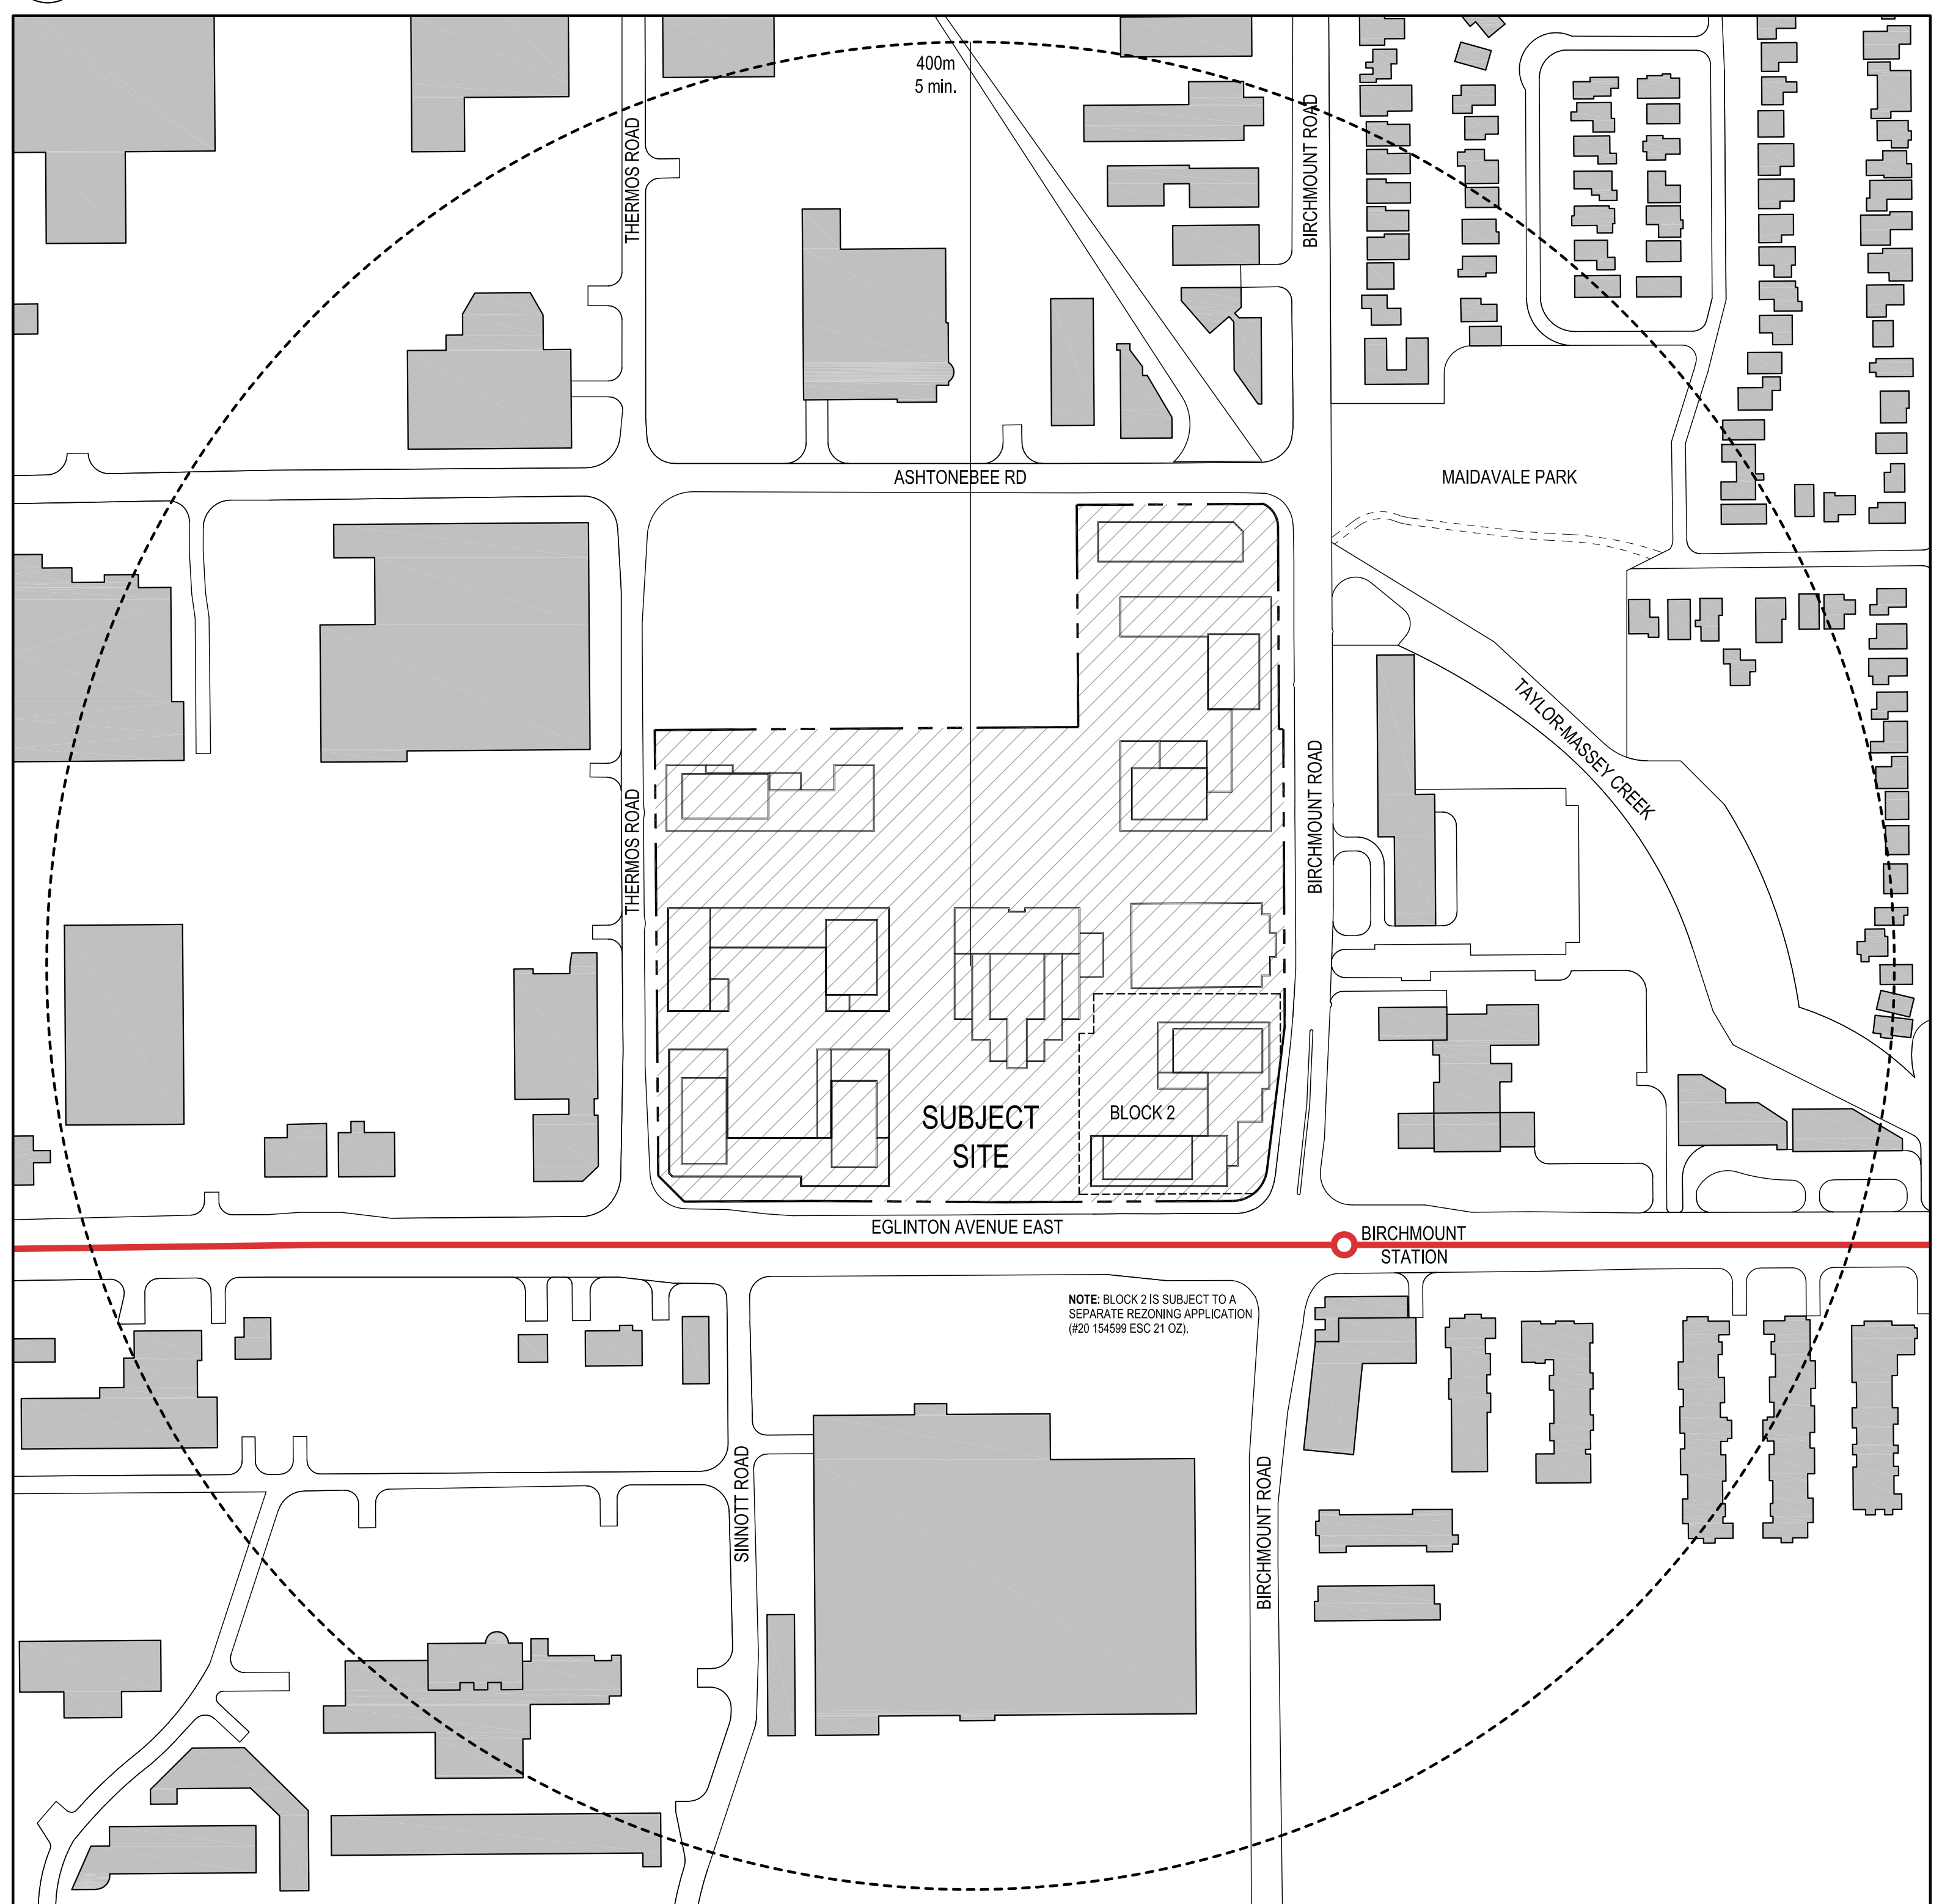 400m
5 min.
THERMOS ROAD
BIRCHMOUNT ROAD
ASHTONEBEE RD
MAIDAVALE PARK
TAYLOR-MASSEY CREEK
THERMOS ROAD
BIRCHMOUNT ROAD
SUBJECT
SITE
BLOCK 2
EGLINTON AVENUE EAST
BIRCHMOUNT
STATION
NOTE: BLOCK 2 IS SUBJECT TO A
SEPARATE REZONING APPLICATION
(#20 154599 ESC 21 OZ).
SINNOTT ROAD
BIRCHMOUNT ROAD